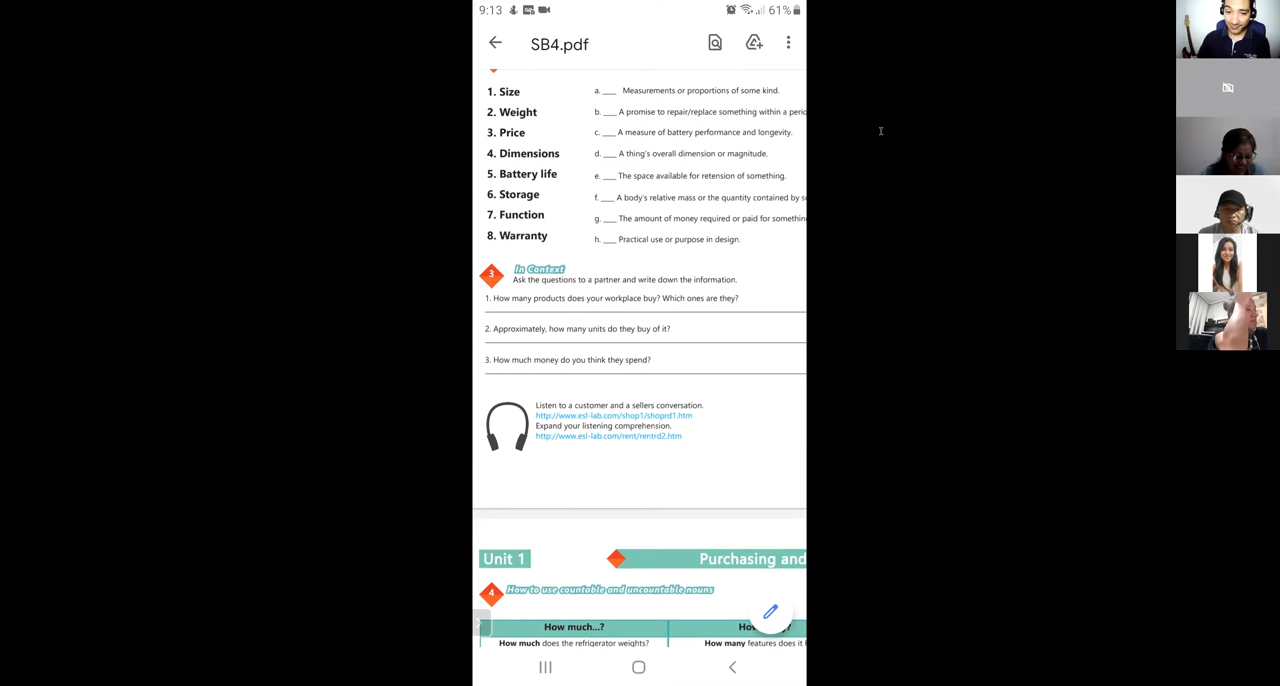 9:13 61%
SB4.pdf
1. Size a. ___ Measurements or proportions of some kind.
2. Weight b. ___ A promise to repair/replace something within a perio
3. Price c. ___ A measure of battery performance and longevity.
4. Dimensions d. ___ A thing's overall dimension or magnitude.
5. Battery life e. ___ The space available for retension of something.
6. Storage f. ___ A body's relative mass or the quantity contained by so
7. Function g. ___ The amount of money required or paid for somethin
8. Warranty h. ___ Practical use or purpose in design.
3 In Context
Ask the questions to a partner and write down the information.
1. How many products does your workplace buy? Which ones are they?
2. Approximately, how many units do they buy of it?
3. How much money do you think they spend?
Listen to a customer and a sellers conversation.
http://www.esl-lab.com/shop1/shoprd1.htm
Expand your listening comprehension.
http://www.esl-lab.com/rent/rentrd2.htm
Unit 1 Purchasing and
4 How to use countable and uncountable nouns
How much...? How
How much does the refrigerator weights? How many features does it h